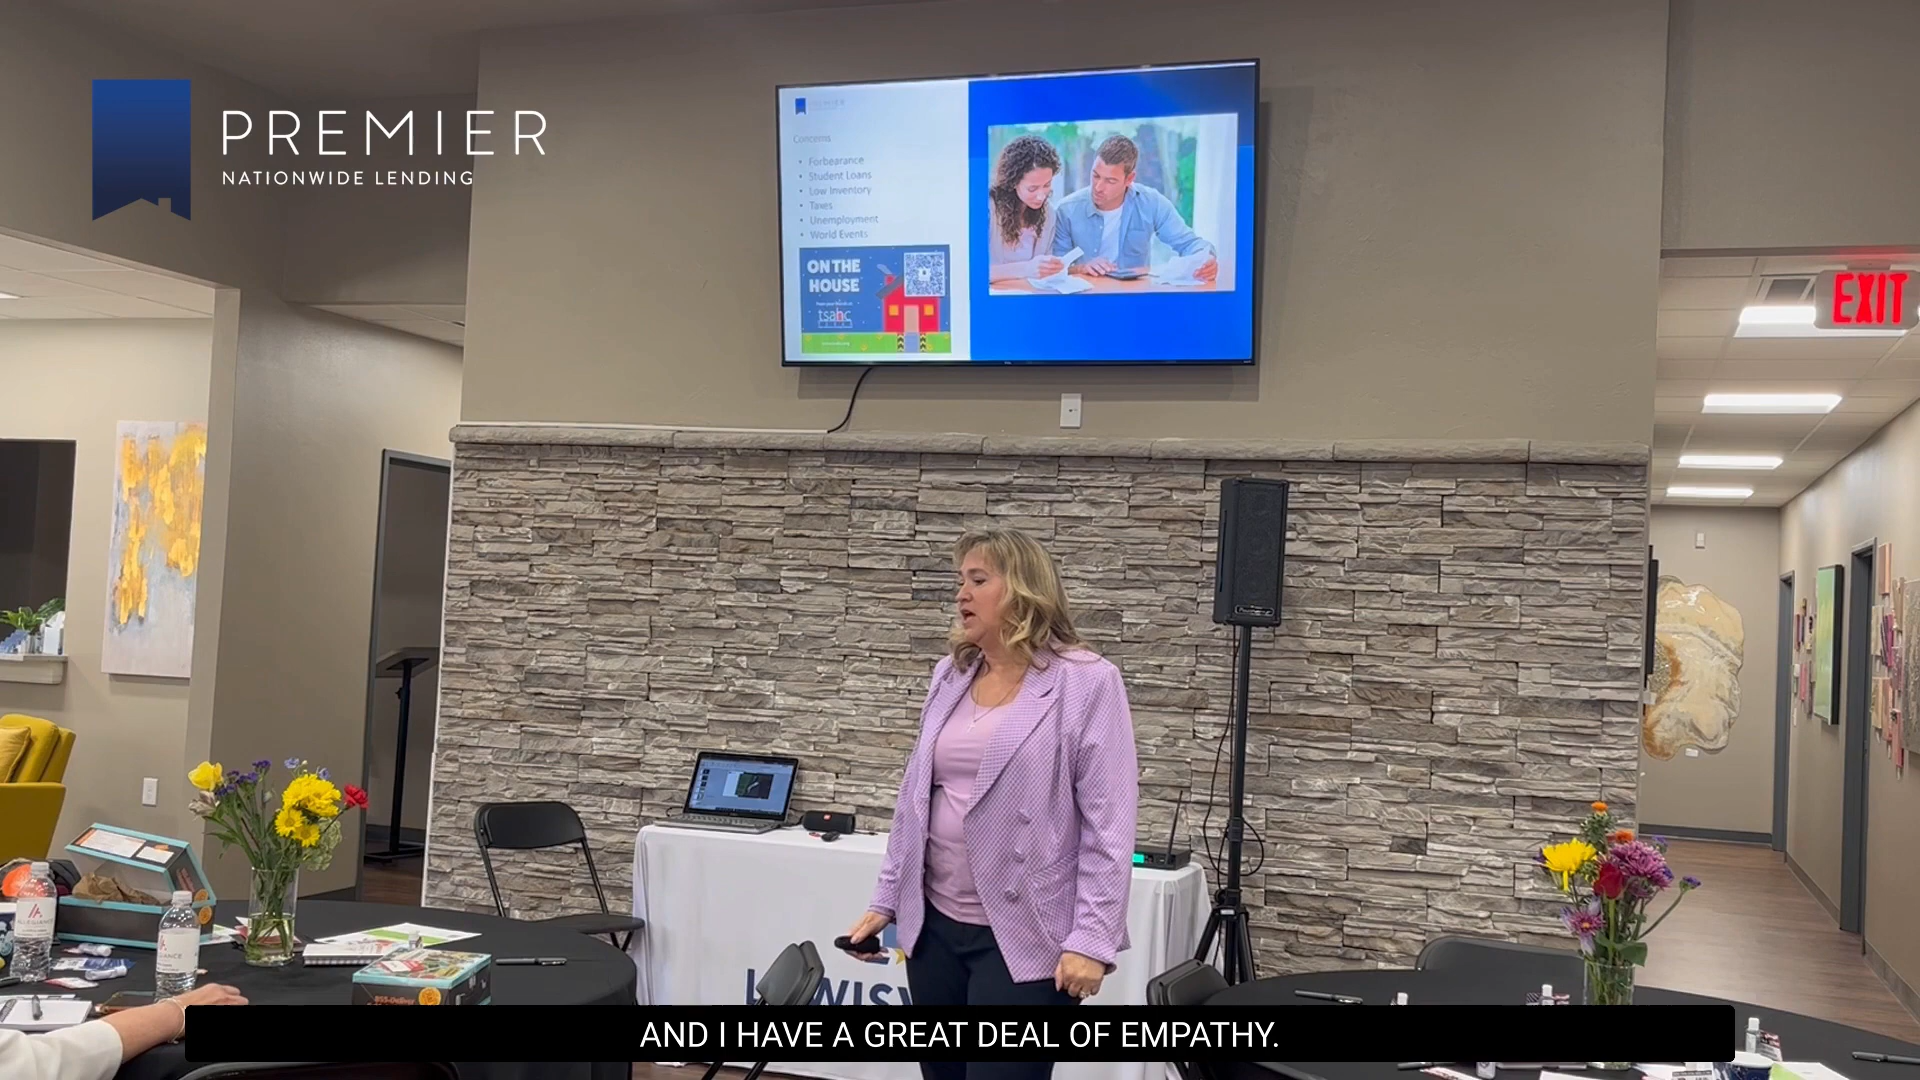 PREMIER
NATIONWIDE LENDING
Concerns
• Forbearance
• Student Loans
• Low Inventory
• Taxes
• Unemployment
• World Events
ON THE
HOUSE
tsahc
EXIT
AND I HAVE A GREAT DEAL OF EMPATHY.